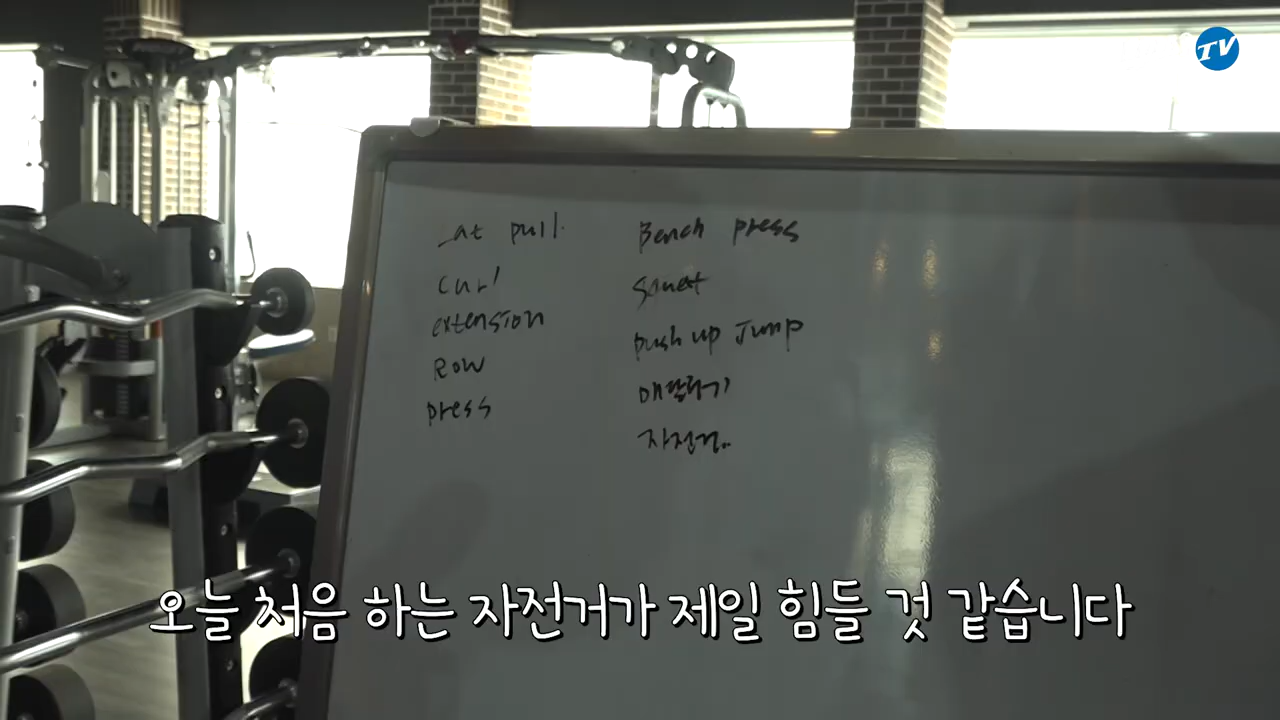 at pull
curl
extension
Row
press
Bench press
Squat
push up Jump
매달리기
자전거..
오늘 처음 하는 자전거가 제일 힘들 것 같습니다
TV